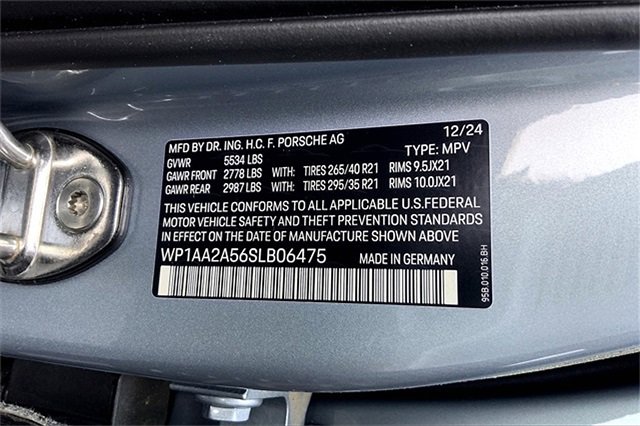 MFD BY DR. ING. H.C. F. PORSCHE AG 12/24
GVWR 5534 LBS TYPE: MPV
GAWR FRONT 2778 LBS WITH: TIRES 265/40 R21 RIMS 9.5JX21
GAWR REAR 2987 LBS WITH: TIRES 295/35 R21 RIMS 10.0JX21
THIS VEHICLE CONFORMS TO ALL APPLICABLE U.S.FEDERAL
MOTOR VEHICLE SAFETY AND THEFT PREVENTION STANDARDS
IN EFFECT ON THE DATE OF MANUFACTURE SHOWN ABOVE.
WP1AA2A56SLB06475 MADE IN GERMANY
95B.010.016.BH